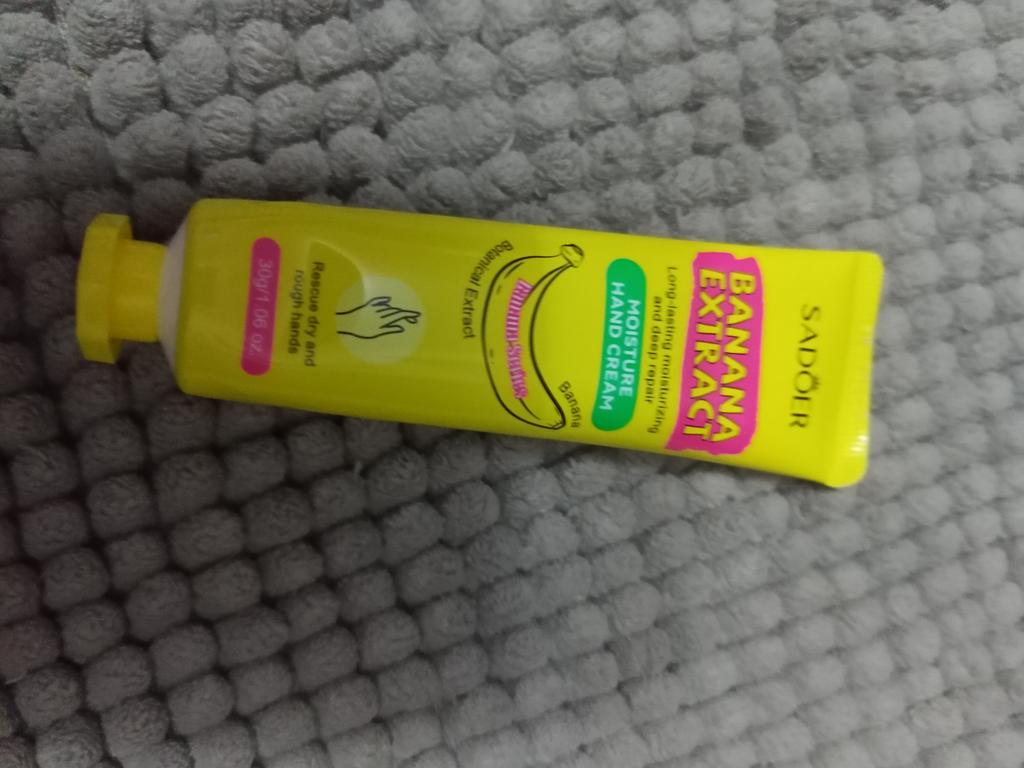 SADOER
BANANA
EXTRACT
Long-lasting moisturizing
and deep repair
MOISTURE
HAND CREAM
Banana
Botanical Extract
Rescue dry and
rough hands
30g/1.06 oz.